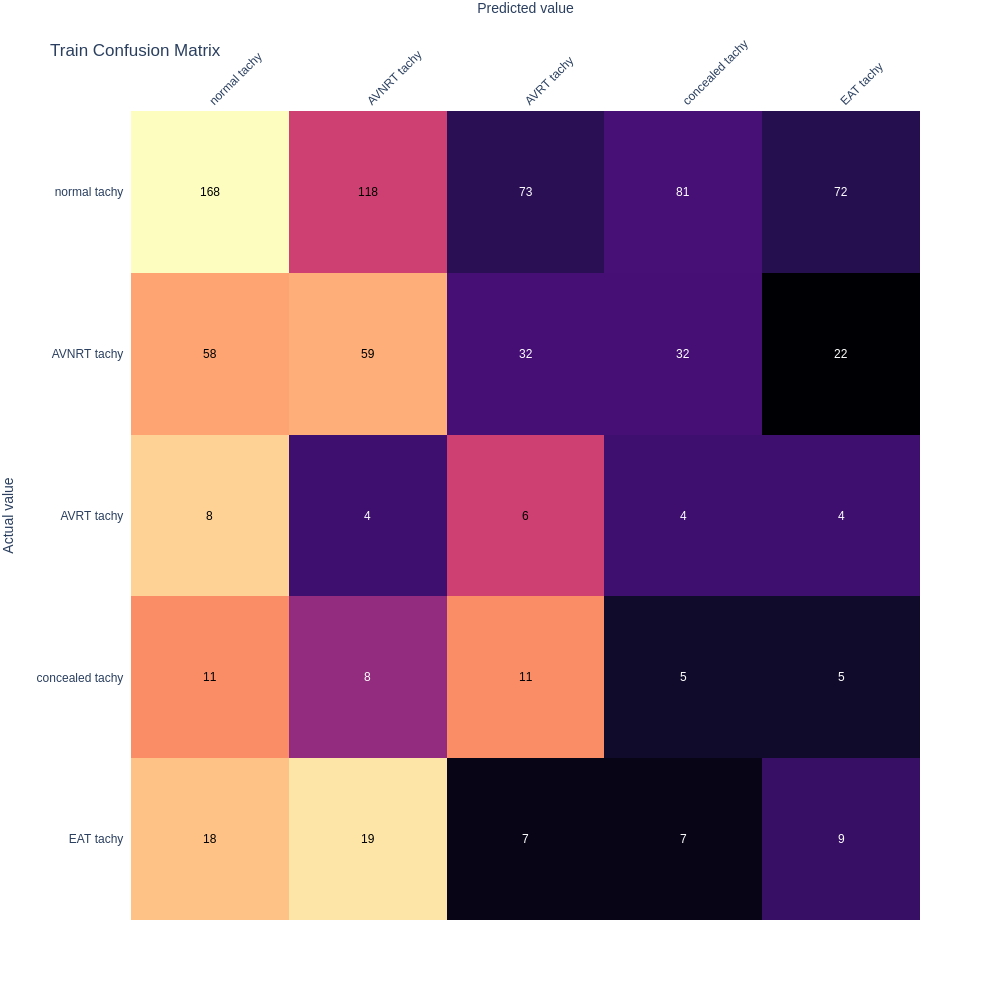 Predicted value
Train Confusion Matrix
normal tachy
AVNRT tachy
AVRT tachy
concealed tachy
EAT tachy
normal tachy 168 118 73 81 72
AVNRT tachy 58 59 32 32 22
Actual value
AVRT tachy 8 4 6 4 4
concealed tachy 11 8 11 5 5
EAT tachy 18 19 7 7 9